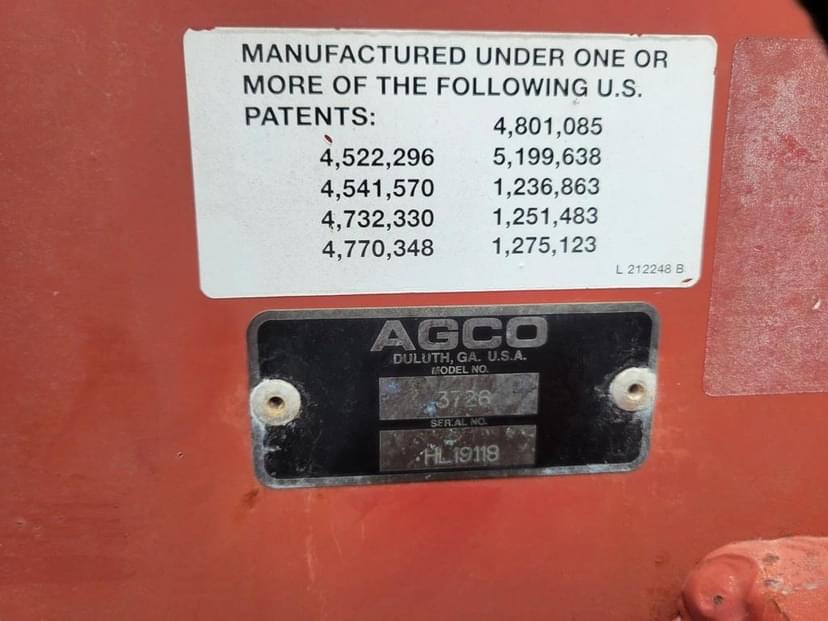 MANUFACTURED UNDER ONE OR
MORE OF THE FOLLOWING U.S.
PATENTS:
4,801,085
4,522,296 5,199,638
4,541,570 1,236,863
4,732,330 1,251,483
4,770,348 1,275,123
L 212248 B
AGCO
DULUTH, GA. U.S.A.
MODEL NO.
3726
SERIAL NO.
HL19118